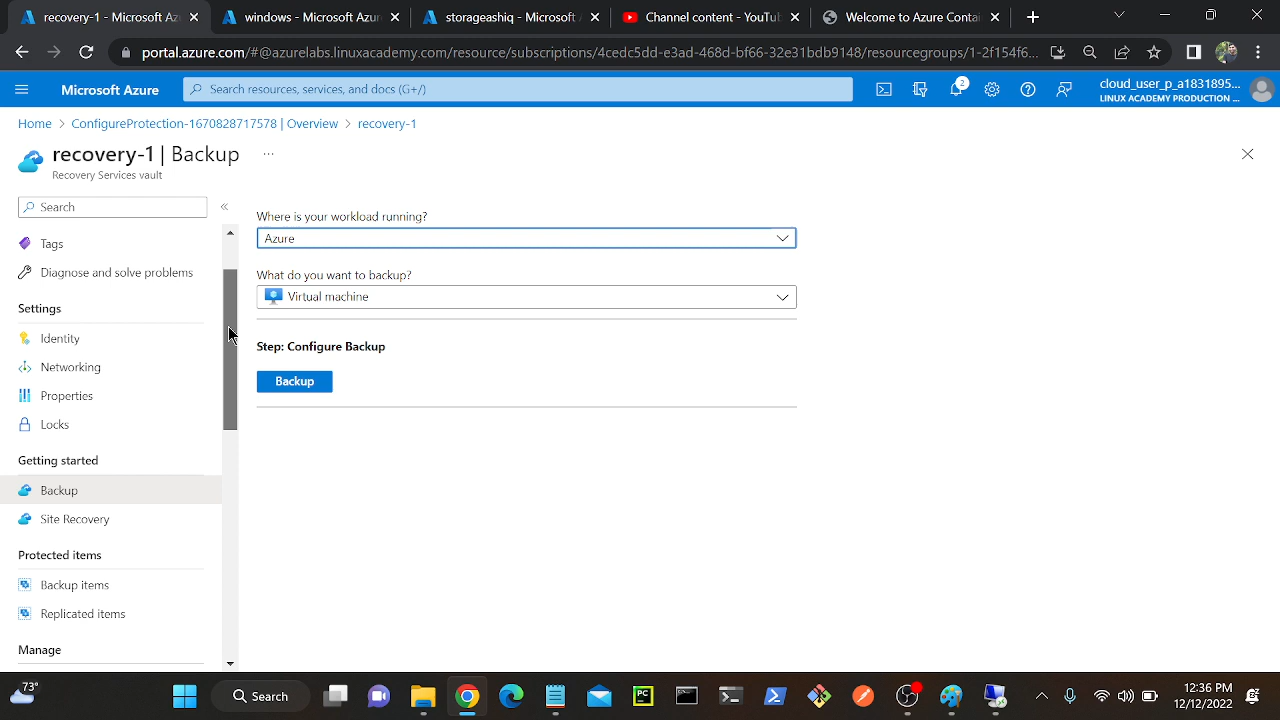 recovery-1 - Microsoft Az
windows - Microsoft Azur
storageashiq - Microsoft
Channel content - YouTub
Welcome to Azure Contai
portal.azure.com/#@azurelabs.linuxacademy.com/resource/subscriptions/4cedc5dd-e3ad-468d-bf66-32e31bdb9148/resourcegroups/1-2f154f6...
Microsoft Azure
Search resources, services, and docs (G+/)
2
cloud_user_p_a1831895...
LINUX ACADEMY PRODUCTION ...
Home > ConfigureProtection-1670828717578 | Overview > recovery-1
recovery-1 | Backup ...
Recovery Services vault
Search
«
Tags
Diagnose and solve problems
Settings
Identity
Networking
Properties
Locks
Getting started
Backup
Site Recovery
Protected items
Backup items
Replicated items
Manage
Where is your workload running?
Azure
What do you want to backup?
Virtual machine
Step: Configure Backup
Backup
73°
Search
PC
12:36 PM
12/12/2022